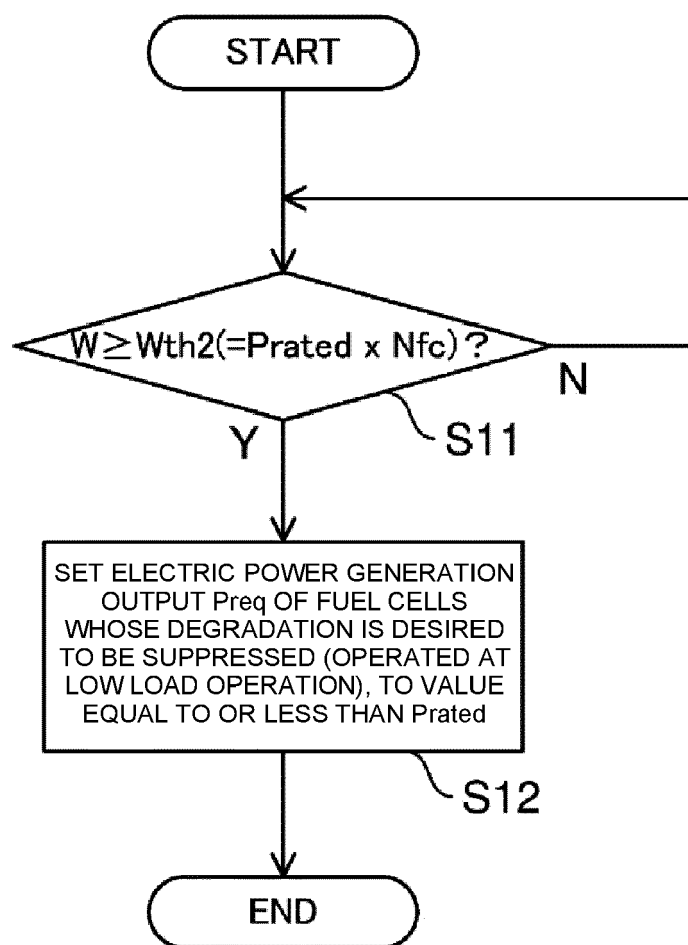 START
W≥Wth2(=Prated x Nfc)?
N
Y
S11
SET ELECTRIC POWER GENERATION
OUTPUT Preq OF FUEL CELLS
WHOSE DEGRADATION IS DESIRED
TO BE SUPPRESSED (OPERATED AT
LOW LOAD OPERATION), TO VALUE
EQUAL TO OR LESS THAN Prated
S12
END